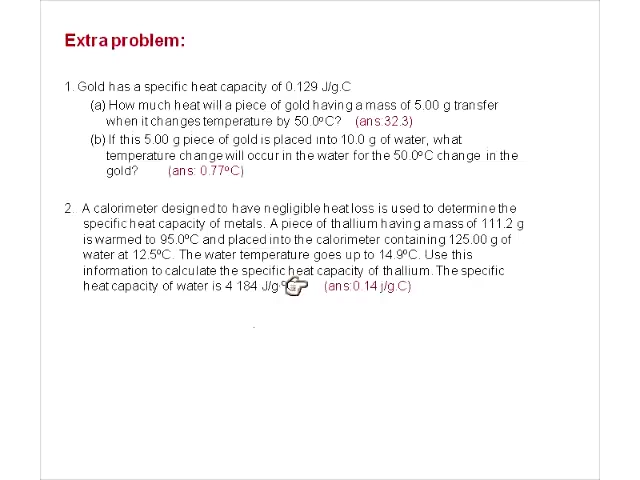 Extra problem:
1. Gold has a specific heat capacity of 0.129 J/g.C
(a) How much heat will a piece of gold having a mass of 5.00 g transfer
when it changes temperature by 50.0ºC? (ans:32.3)
(b) If this 5.00 g piece of gold is placed into 10.0 g of water, what
temperature change will occur in the water for the 50.0ºC change in the
gold? (ans: 0.77ºC)
2. A calorimeter designed to have negligible heat loss is used to determine the
specific heat capacity of metals. A piece of thallium having a mass of 111.2 g
is warmed to 95.0ºC and placed into the calorimeter containing 125.00 g of
water at 12.5ºC. The water temperature goes up to 14.9ºC. Use this
information to calculate the specific heat capacity of thallium. The specific
heat capacity of water is 4 184 J/g (ans:0.14 j/g.C)